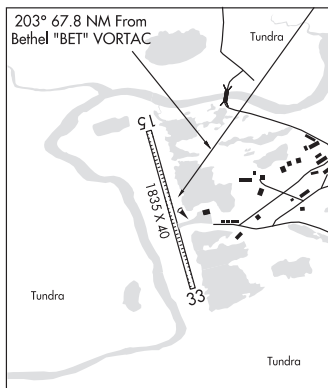 203° 67.8 NM From
Bethel "BET" VORTAC
Tundra
15
1835 X 40
33
Tundra
Tundra